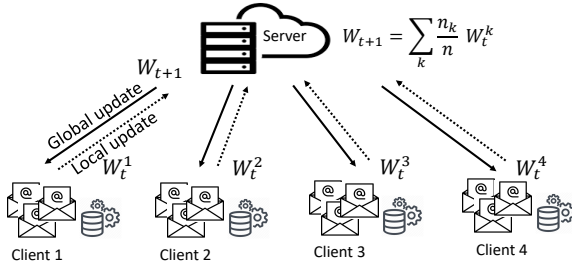 Server
W_{t+1} = \sum_k \frac{n_k}{n} W_t^k
W_{t+1}
Global update
Local update
W_t^1
W_t^2
W_t^3
W_t^4
@ @ @
@ @ @
@ @ @
@ @ @
Client 1
Client 2
Client 3
Client 4